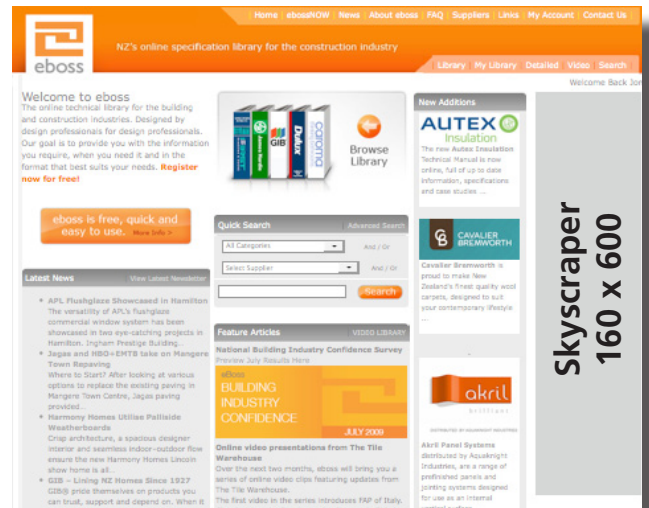 Home | ebossNOW | News | About eboss | FAQ | Suppliers | Links | My Account | Contact Us |
eboss
NZ's online specification library for the construction industry
| Library | My Library | Detailed | Video | Search |
Welcome Back Jor
Welcome to eboss
The online technical library for the building
and construction industries. Designed by
design professionals for design professionals.
Our goal is to provide you with the information
you require, when you need it and in the
format that best suits your needs. Register
now for free!
eboss is free, quick and
easy to use. More Info >
Latest News View Latest Newsletter
APL Flushglaze Showcased in Hamilton
The versatility of APL's flushglaze
commercial window system has been
showcased in two eye-catching projects in
Hamilton. Ingham Prestige Building...
Jagas and HBO+EMTB take on Mangere
Town Repaving
Where to Start? After looking at various
options to replace the existing paving in
Mangere Town Centre, Jagas paving
provided...
Harmony Homes Utilise Palliside
Weatherboards
Crisp architecture, a spacious designer
interior and seamless indoor-outdoor flow
ensures the new Harmony Homes Lincoln
show home is all...
GIB - Lining NZ Homes Since 1927
GIB® pride themselves on products you
can trust, support and depend on. When it
James Hardie
GIB
Dulux
caroma
Browse
Library
Quick Search Advanced Search
All Categories And / Or
Select Supplier And / Or
Search
Feature Articles VIDEO LIBRARY
National Building Industry Confidence Survey
Preview July Results Here
eBoss
BUILDING
INDUSTRY
CONFIDENCE
JULY 2009
Online video presentations from The Tile
Warehouse
Over the next two months, eboss will bring you a
series of online video clips featuring updates from
The Tile Warehouse.
The first video in the series introduces FAP of Italy.
New Additions
AUTEX
Insulation
The new Autex Insulation
Technical Manual is now
online, full of up to date
information, specifications
and case studies ...
CAVALIER
BREMWORTH
Cavalier Bremworth is
proud to make New
Zealand's finest quality wool
carpets, designed to suit
your contemporary lifestyle
...
akril
brilliant
DISTRIBUTED BY AQUAKNIGHT INDUSTRIES
Akril Panel Systems
distributed by Aquaknight
Industries, are a range of
prefinished panels and
jointing systems designed
for use as an internal
vertical surface
Skyscraper
160 x 600